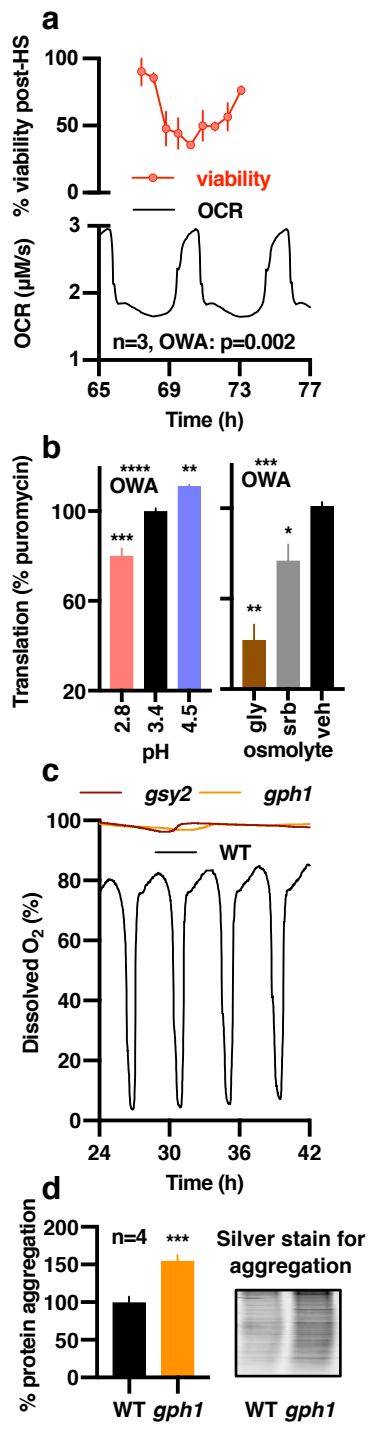 a
% viability post-HS
100
50
0
viability
OCR
OCR (µM/s)
3
2
1
n=3, OWA: p=0.002
65 69 73 77
Time (h)
b
Translation (% puromycin)
100
60
20
****
OWA
**
***
2.8 3.4 4.5
pH
***
OWA
*
**
gly srb veh
osmolyte
c
gsy2 gph1
WT
Dissolved O₂ (%)
100
80
60
40
20
0
24 30 36 42
Time (h)
d
% protein aggregation
200
150
100
50
0
n=4 ***
WT gph1
Silver stain for
aggregation
WT gph1